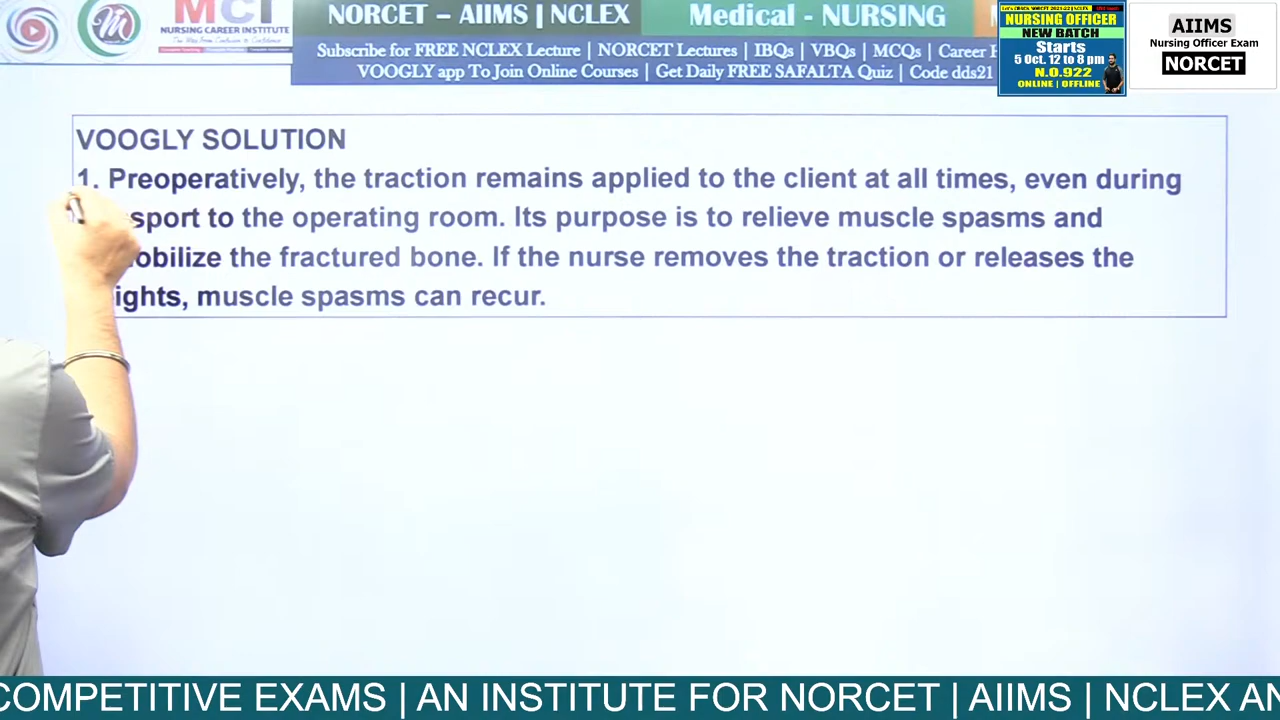 MCI
NURSING CAREER INSTITUTE
NORCET – AIIMS | NCLEX
Medical - NURSING
Subscribe for FREE NCLEX Lecture | NORCET Lectures | IBQs | VBQs | MCQs | Career
VOOGLY app To Join Online Courses | Get Daily FREE SAFALTA Quiz | Code dds21
NURSING OFFICER
NEW BATCH
Starts
5 Oct. 12 to 8 pm
N.O.922
ONLINE | OFFLINE
AIIMS
Nursing Officer Exam
NORCET
VOOGLY SOLUTION
1. Preoperatively, the traction remains applied to the client at all times, even during
sport to the operating room. Its purpose is to relieve muscle spasms and
obilize the fractured bone. If the nurse removes the traction or releases the
ights, muscle spasms can recur.
COMPETITIVE EXAMS | AN INSTITUTE FOR NORCET | AIIMS | NCLEX AN